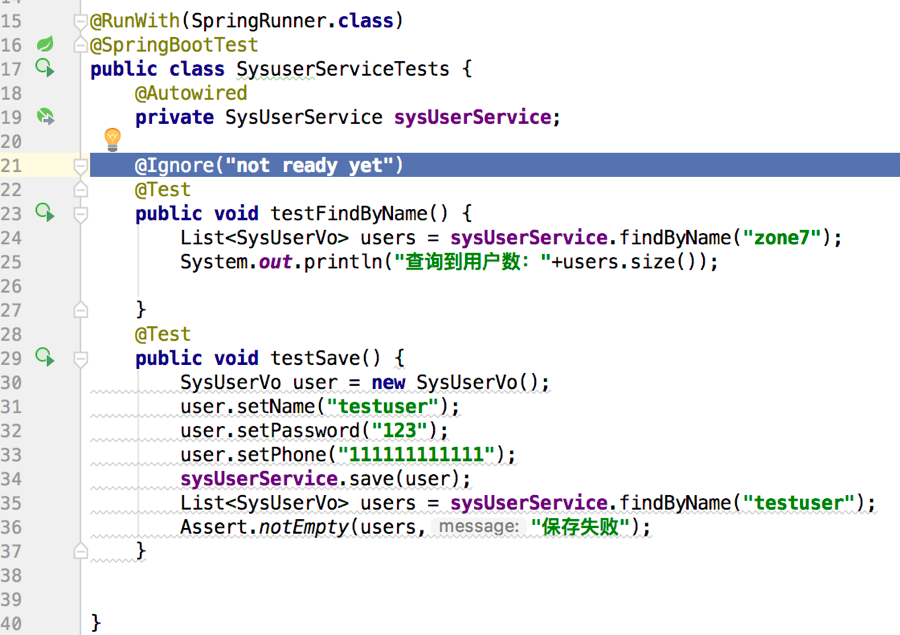 15 @RunWith(SpringRunner.class)
16 @SpringBootTest
17 public class SysuserServiceTests {
18     @Autowired
19     private SysUserService sysUserService;
20
21     @Ignore("not ready yet")
22     @Test
23     public void testFindByName() {
24         List<SysUserVo> users = sysUserService.findByName("zone7");
25         System.out.println("查询到用户数："+users.size());
26
27     }
28     @Test
29     public void testSave() {
30         SysUserVo user = new SysUserVo();
31         user.setName("testuser");
32         user.setPassword("123");
33         user.setPhone("111111111111");
34         sysUserService.save(user);
35         List<SysUserVo> users = sysUserService.findByName("testuser");
36         Assert.notEmpty(users, message: "保存失败");
37     }
38
39
40 }